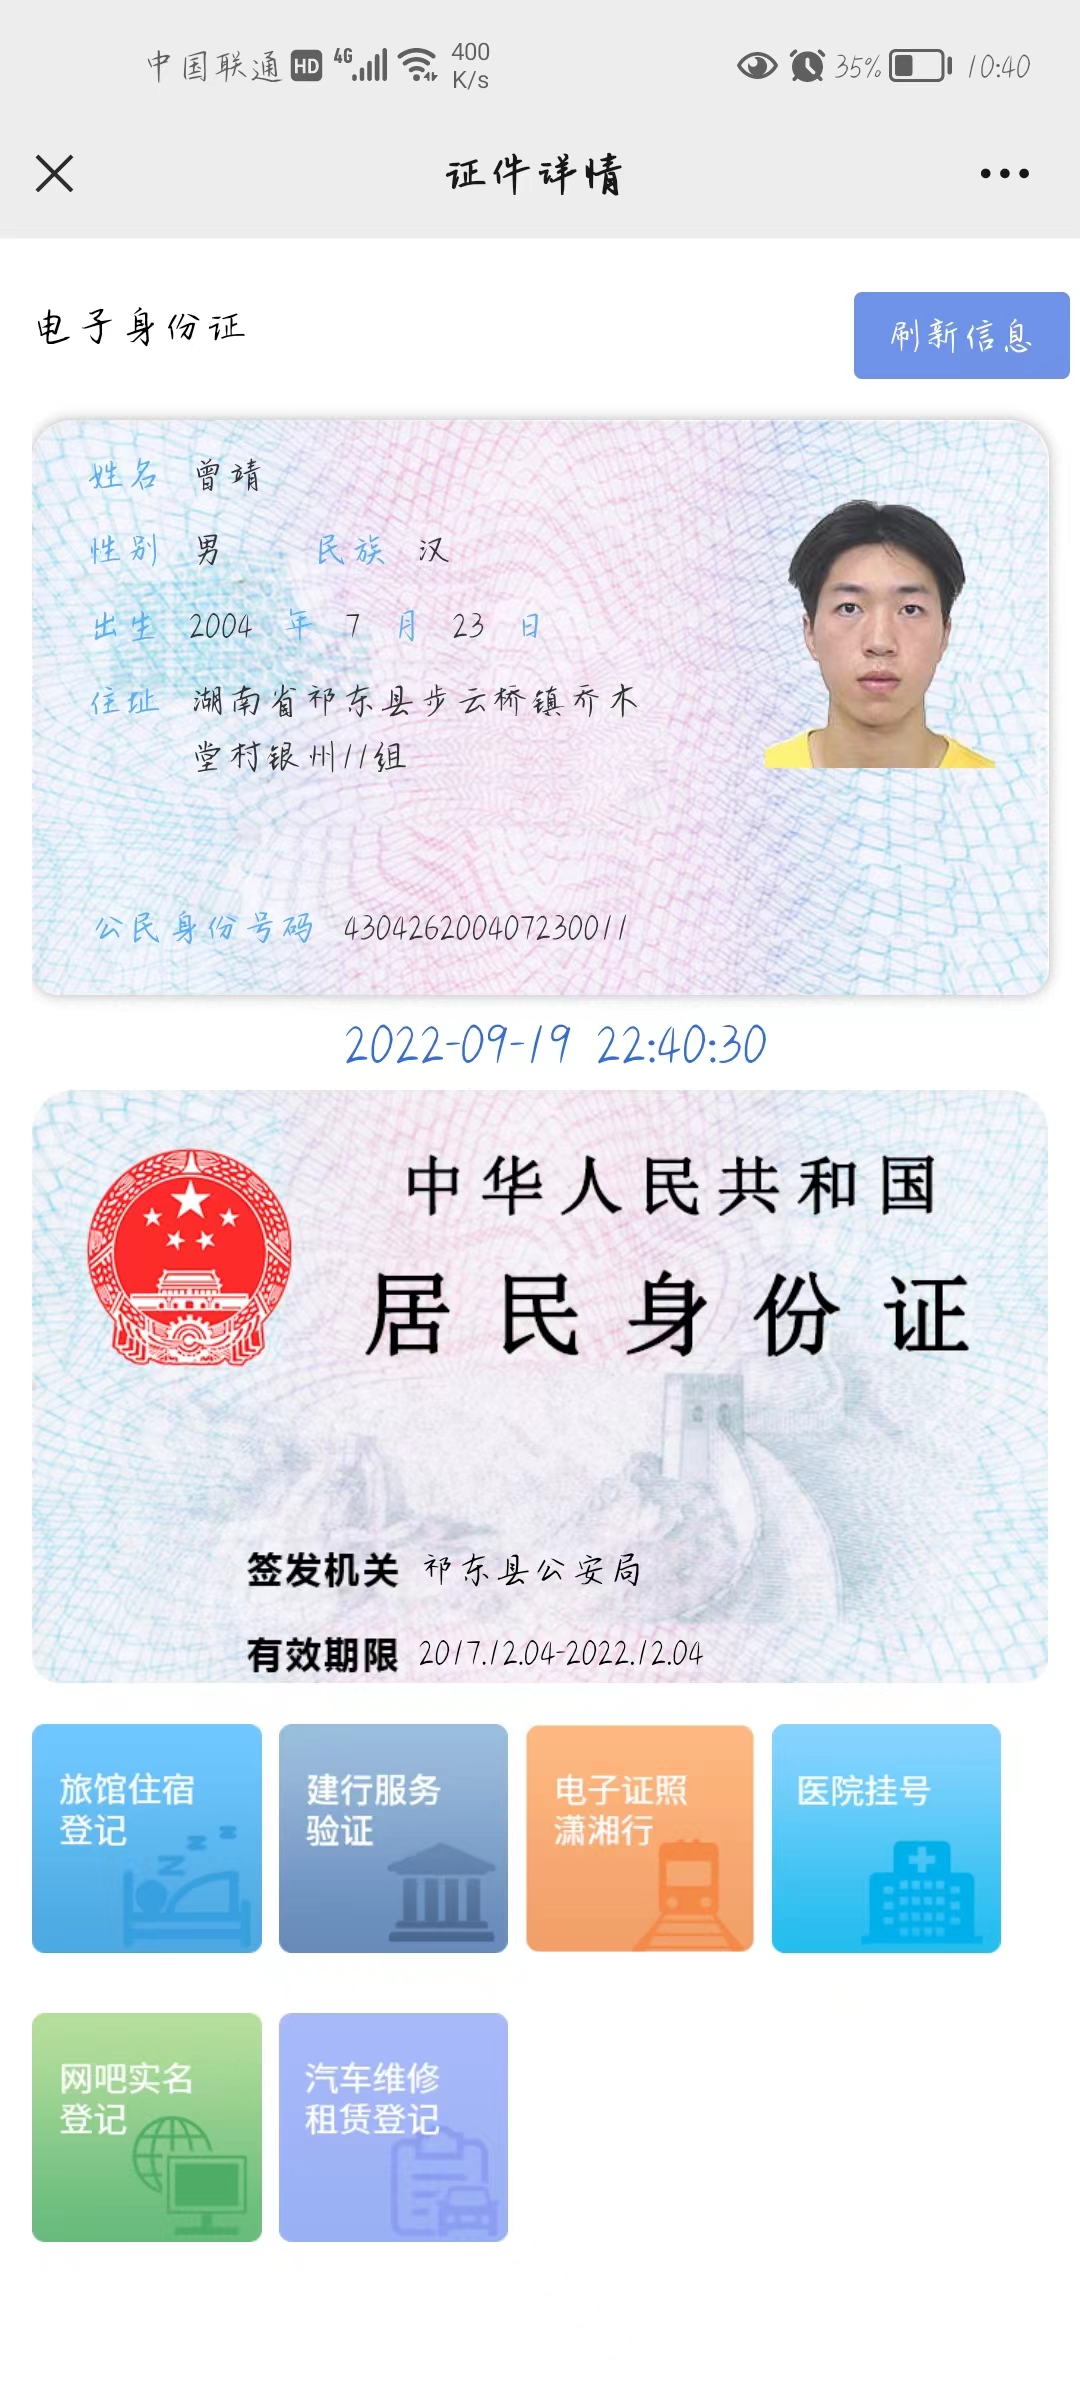 中国联通 HD 4G 400 K/s 35% 10:40
证件详情
电子身份证
刷新信息
姓名 曾靖
性别 男 民族 汉
出生 2004 年 7 月 23 日
住址 湖南省祁东县步云桥镇乔木
堂村银州11组
公民身份号码 430426200407230011
2022-09-19 22:40:30
中华人民共和国
居民身份证
签发机关 祁东县公安局
有效期限 2017.12.04-2022.12.04
旅馆住宿
登记
建行服务
验证
电子证照
潇湘行
医院挂号
网吧实名
登记
汽车维修
租赁登记